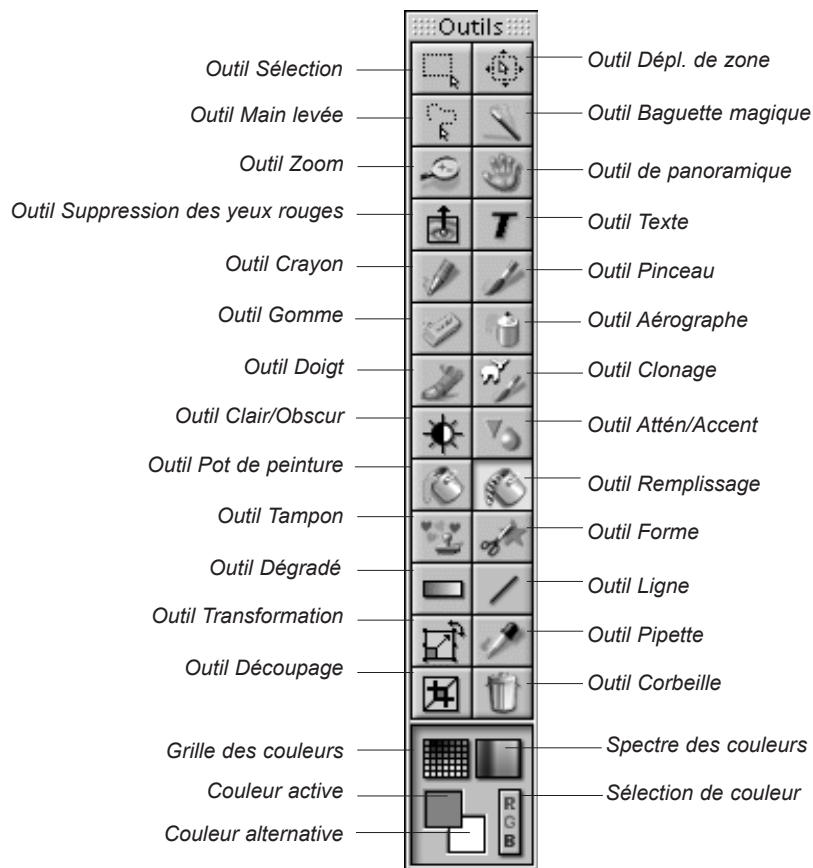 Outils
Outil Sélection
Outil Dépl. de zone
Outil Main levée
Outil Baguette magique
Outil Zoom
Outil de panoramique
Outil Suppression des yeux rouges
Outil Texte
T
Outil Crayon
Outil Pinceau
Outil Gomme
Outil Aérographe
Outil Doigt
Outil Clonage
Outil Clair/Obscur
Outil Attén/Accent
Outil Pot de peinture
Outil Remplissage
Outil Tampon
Outil Forme
Outil Dégradé
Outil Ligne
Outil Transformation
Outil Pipette
Outil Découpage
Outil Corbeille
Grille des couleurs
Spectre des couleurs
Couleur active
Sélection de couleur
R
G
B
Couleur alternative